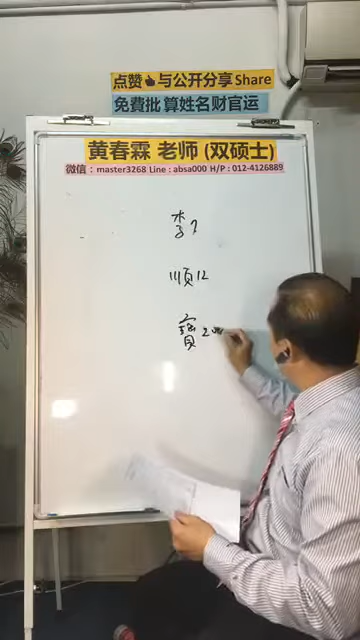 点赞👍与公开分享 Share
免費批算姓名财官运
黄春霖 老师 (双硕士)
微信：master3268 Line : absa000 H/P : 012-4126889
李7
順12
寶20